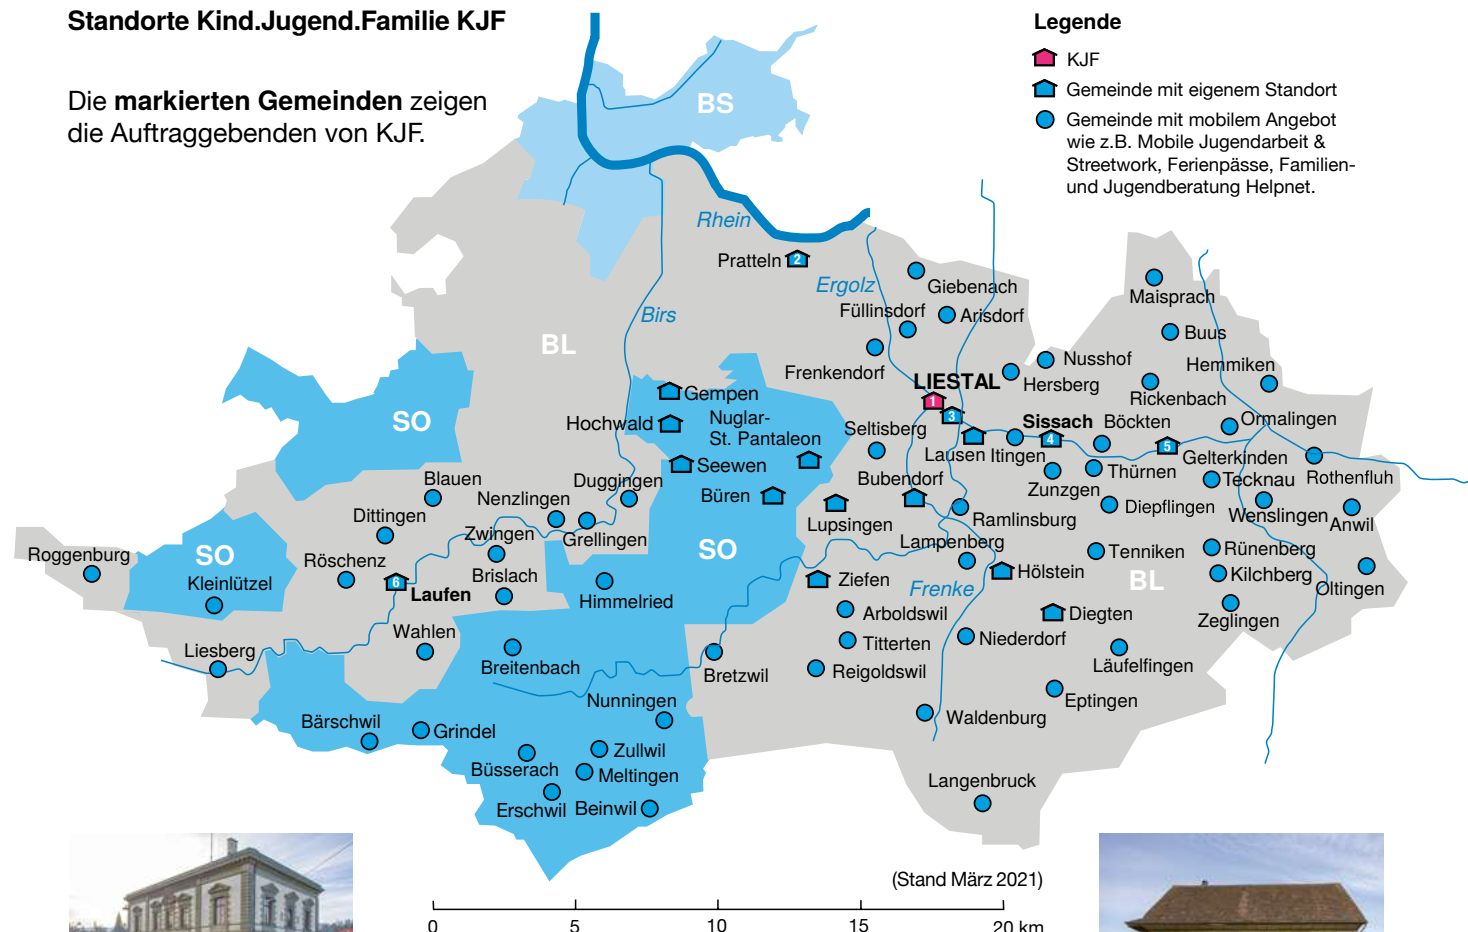 Standorte Kind.Jugend.Familie KJF
Die markierten Gemeinden zeigen
die Auftraggebenden von KJF.
Legende
KJF
Gemeinde mit eigenem Standort
Gemeinde mit mobilem Angebot
wie z.B. Mobile Jugendarbeit &
Streetwork, Ferienpässe, Familien-
und Jugendberatung Helpnet.
BS
Rhein
Pratteln 2
Ergolz
Giebenach
Maisprach
Füllinsdorf
Arisdorf
Birs
BL
Buus
Nusshof
Hemmiken
Frenkendorf
LIESTAL
Hersberg
Rickenbach
Gempen
1
3
SO
Hochwald
Nuglar-
St. Pantaleon
Seltisberg
Sissach
4
Böckten
Ormalingen
5
Lausen
Itingen
Gelterkinden
Seewen
Thürnen
Blauen
Duggingen
Bubendorf
Zunzgen
Tecknau
Rothenfluh
Nenzlingen
Büren
Diepflingen
Wenslingen
Anwil
Dittingen
Lupsingen
Ramlinsburg
Zwingen
Grellingen
Lampenberg
Roggenburg
SO
Röschenz
SO
Tenniken
Rünenberg
Kleinlützel
6
Laufen
Brislach
Himmelried
Ziefen
Frenke
Hölstein
BL
Kilchberg
Oltingen
Arboldswil
Diegten
Zeglingen
Wahlen
Titterten
Niederdorf
Liesberg
Breitenbach
Bretzwil
Reigoldswil
Läufelfingen
Nunningen
Eptingen
Bärschwil
Grindel
Waldenburg
Zullwil
Büsserach
Meltingen
Langenbruck
Erschwil
Beinwil
(Stand März 2021)
0 5 10 15 20 km